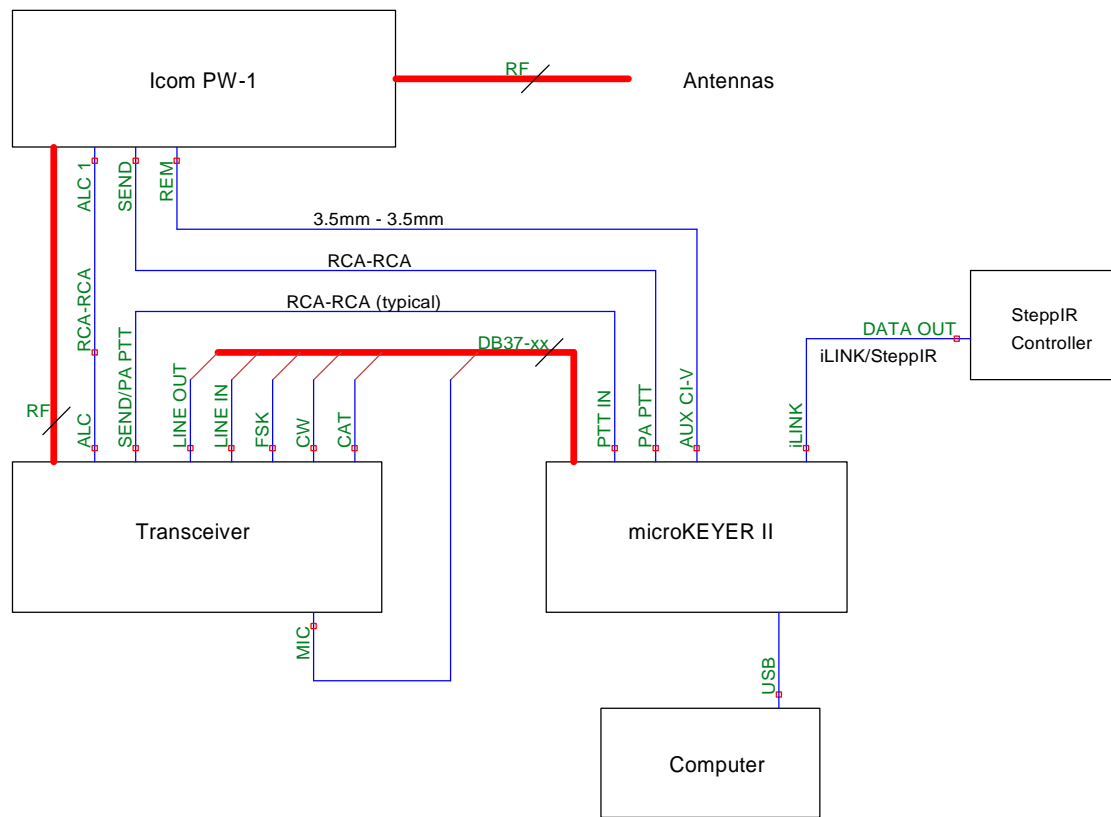 RF
Icom PW-1
Antennas
ALC 1
SEND
REM
3.5mm - 3.5mm
RCA-RCA
RCA-RCA (typical)
RCA-RCA
DB37-xx
DATA OUT
iLINK/SteppIR
SteppIR
Controller
RF
ALC
SEND/PA PTT
LINE OUT
LINE IN
FSK
CW
CAT
PTT IN
PA PTT
AUX CI-V
iLINK
Transceiver
microKEYER II
MIC
USB
Computer